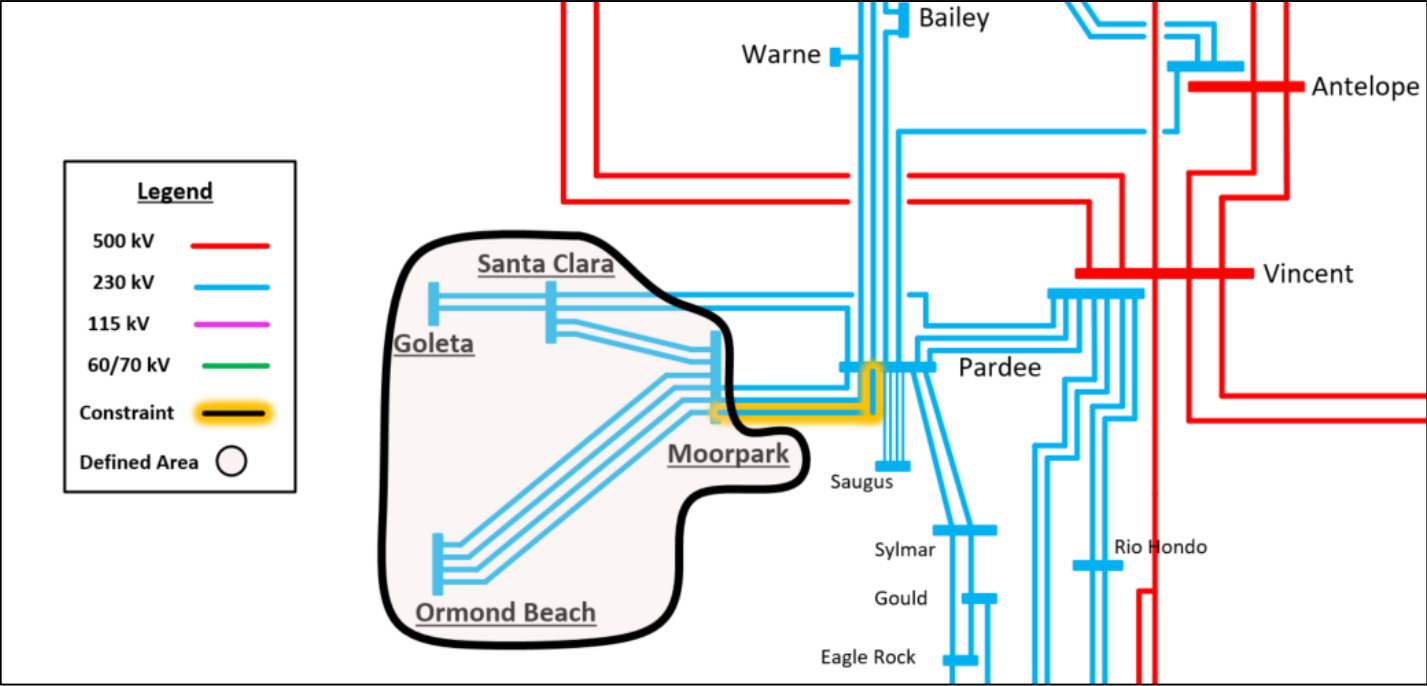 Bailey
Warne
Antelope
Legend
500 kV
230 kV
115 kV
60/70 kV
Constraint
Defined Area
Santa Clara
Goleta
Vincent
Pardee
Moorpark
Saugus
Sylmar
Rio Hondo
Gould
Ormond Beach
Eagle Rock